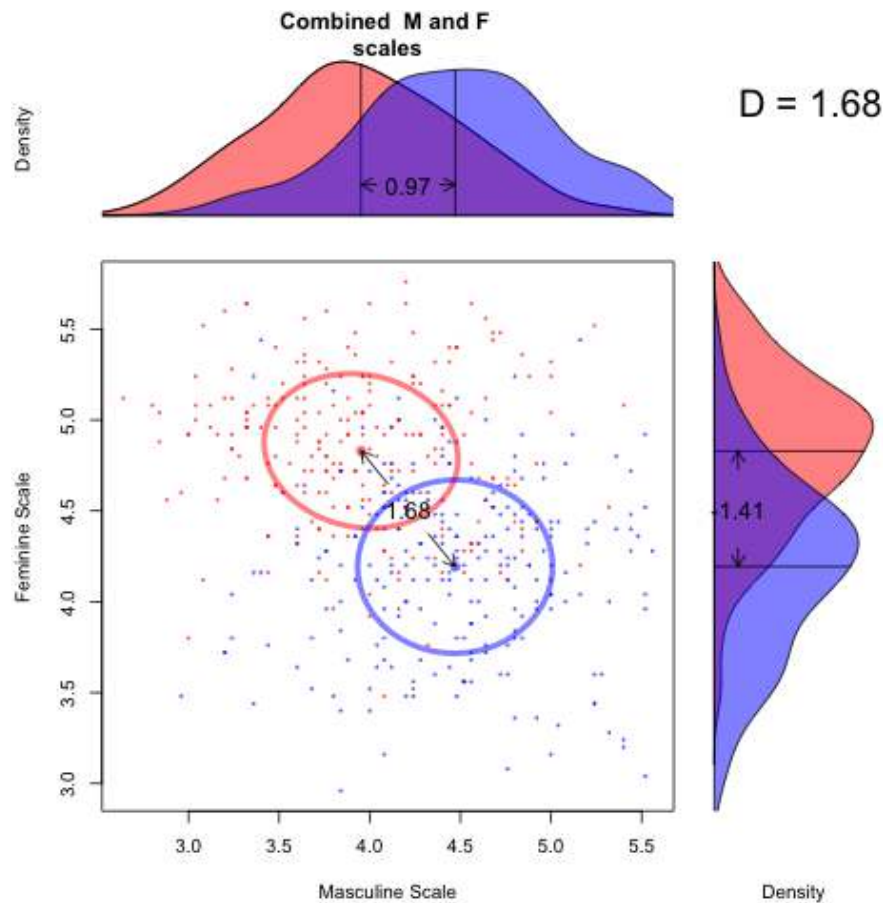 Combined M and F
scales
D = 1.68
Density
0.97
Feminine Scale
5.5
5.0
4.5
4.0
3.5
3.0
1.68
-1.41
3.0 3.5 4.0 4.5 5.0 5.5
Masculine Scale
Density